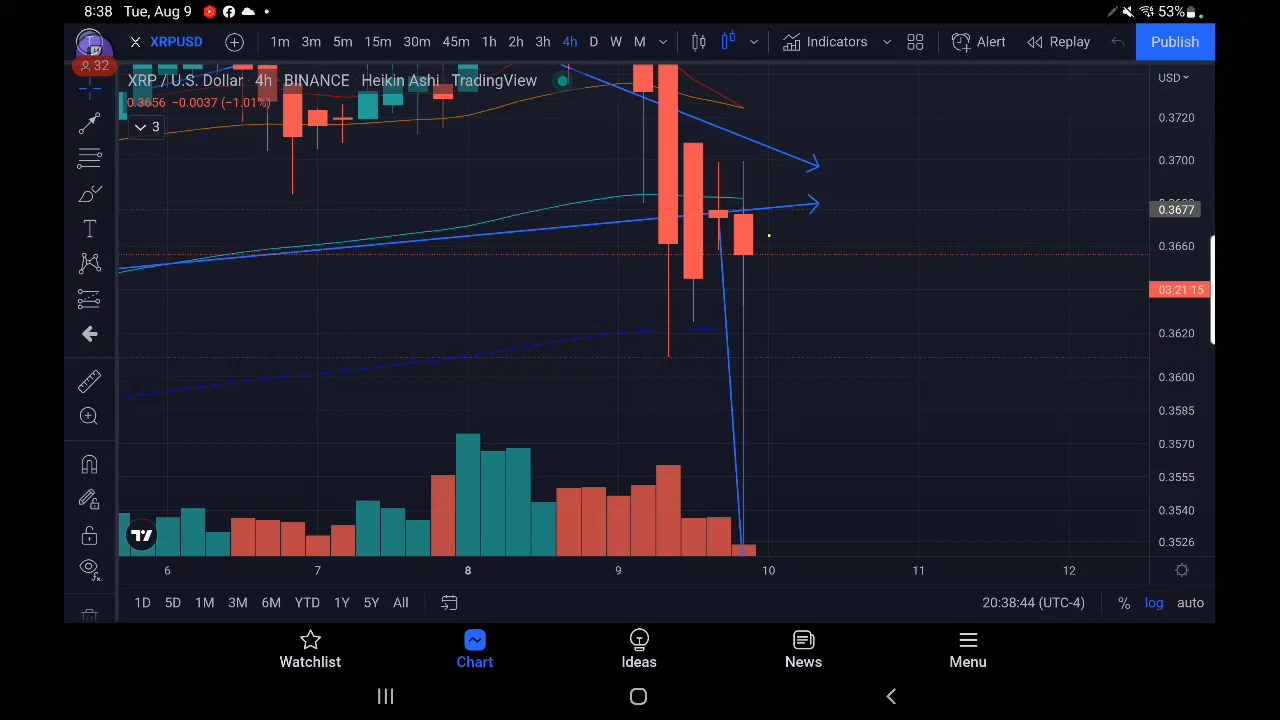 8:38 Tue, Aug 9 53%
32 XRPUSD 1m 3m 5m 15m 30m 45m 1h 2h 3h 4h D W M Indicators Alert Replay Publish
XRP / U.S. Dollar 4h BINANCE Heikin Ashi TradingView USD
0.3656 −0.0037 (−1.01%)
3
0.3720
0.3700
0.3677
0.3660
03:21:15
0.3620
0.3600
0.3585
0.3570
0.3555
0.3540
0.3526
6 7 8 9 10 11 12
1D 5D 1M 3M 6M YTD 1Y 5Y All 20:38:44 (UTC-4) % log auto
Watchlist Chart Ideas News Menu